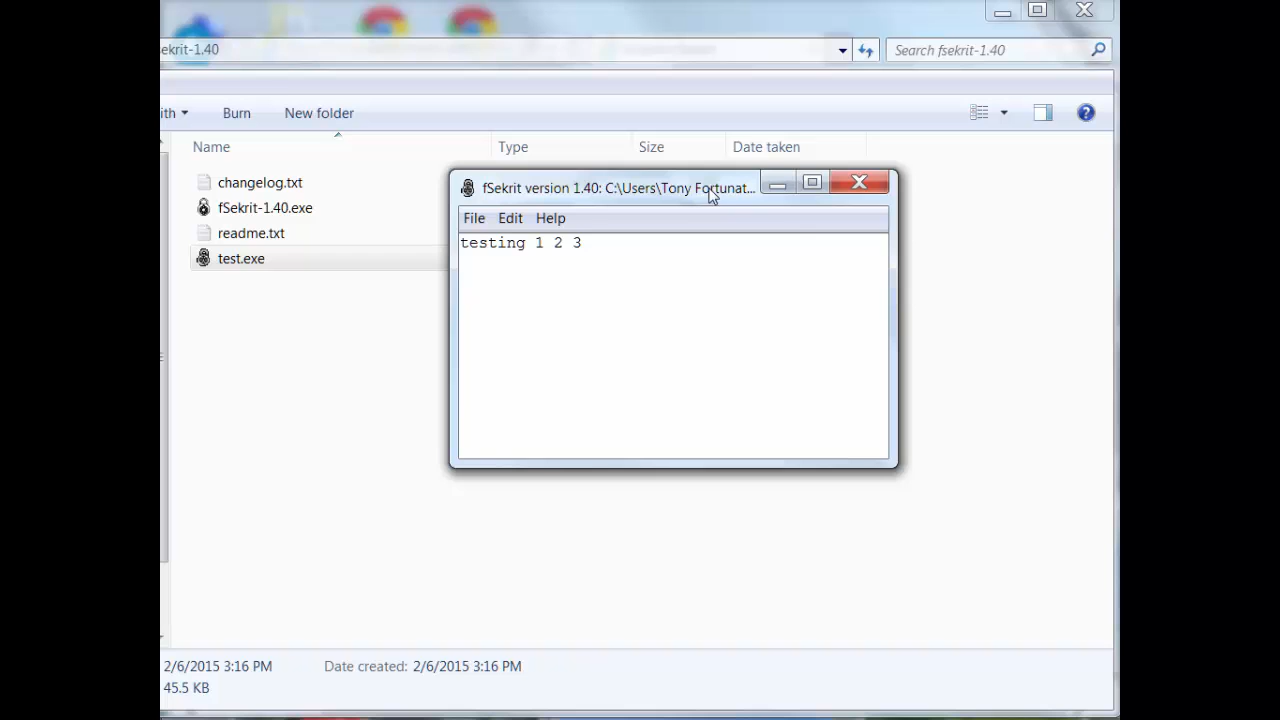 ekrit-1.40
Search fsekrit-1.40
ith
Burn
New folder
Name
Type
Size
Date taken
changelog.txt
fSekrit-1.40.exe
readme.txt
test.exe
fSekrit version 1.40: C:\Users\Tony Fortunat...
File Edit Help
testing 1 2 3
2/6/2015 3:16 PM
Date created: 2/6/2015 3:16 PM
45.5 KB